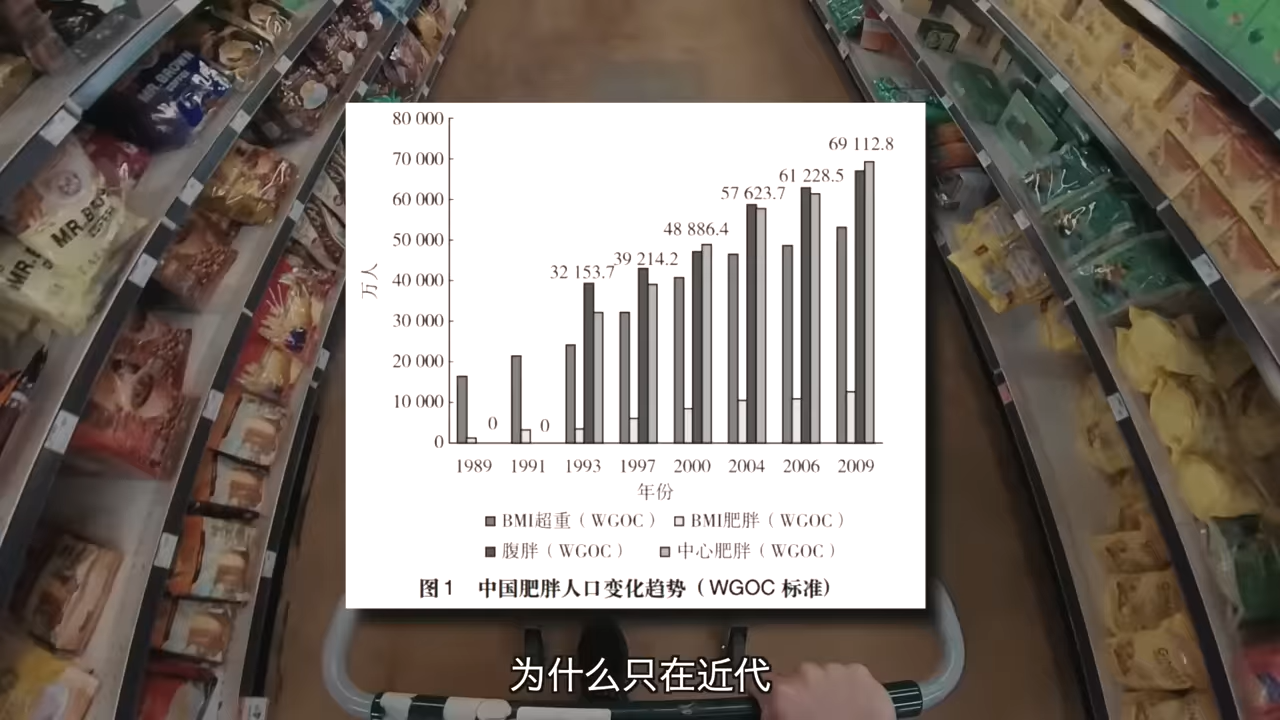 MR. BROWN
80 000
69 112.8
70 000
61 228.5
60 000
57 623.7
50 000
48 886.4
39 214.2
40 000
32 153.7
万人
30 000
20 000
10 000
0
0
0
1989 1991 1993 1997 2000 2004 2006 2009
年份
BMI超重（WGOC） BMI肥胖（WGOC）
腹胖（WGOC） 中心肥胖（WGOC）
图1 中国肥胖人口变化趋势（WGOC 标准）
为什么只在近代